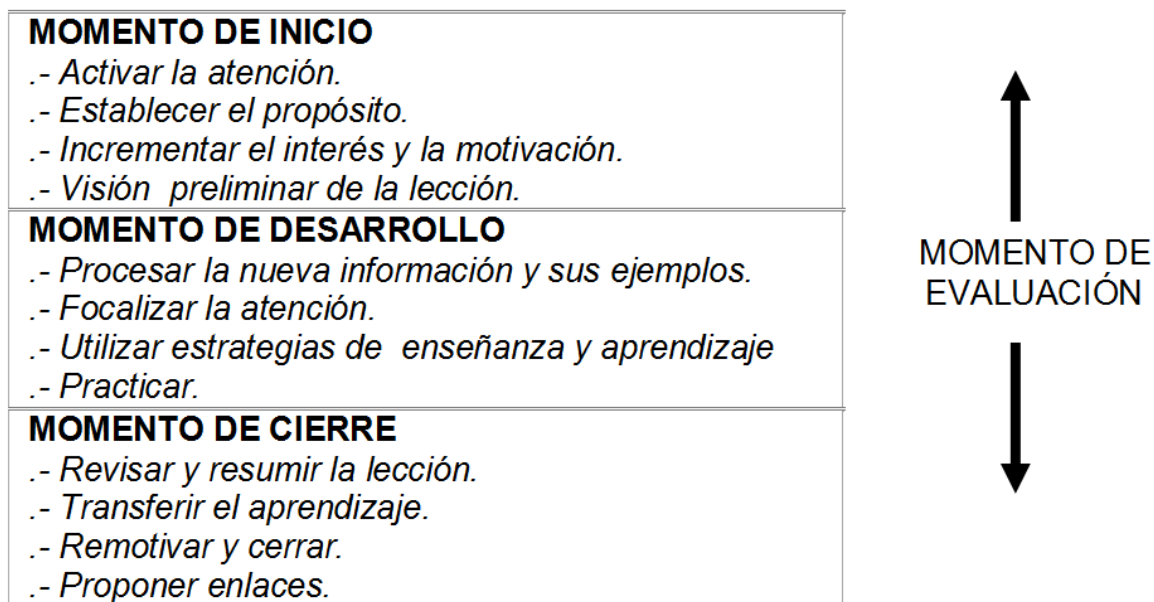 MOMENTO DE INICIO
.- Activar la atención.
.- Establecer el propósito.
.- Incrementar el interés y la motivación.
.- Visión preliminar de la lección.
MOMENTO DE DESARROLLO
.- Procesar la nueva información y sus ejemplos.
.- Focalizar la atención.
.- Utilizar estrategias de enseñanza y aprendizaje
.- Practicar.
MOMENTO DE CIERRE
.- Revisar y resumir la lección.
.- Transferir el aprendizaje.
.- Remotivar y cerrar.
.- Proponer enlaces.
MOMENTO DE
EVALUACIÓN